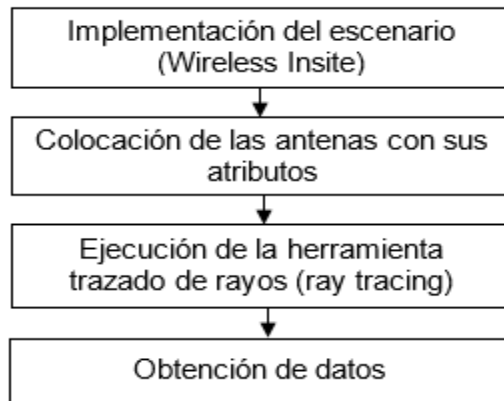 Implementación del escenario
(Wireless Insite)
Colocación de las antenas con sus
atributos
Ejecución de la herramienta
trazado de rayos (ray tracing)
Obtención de datos